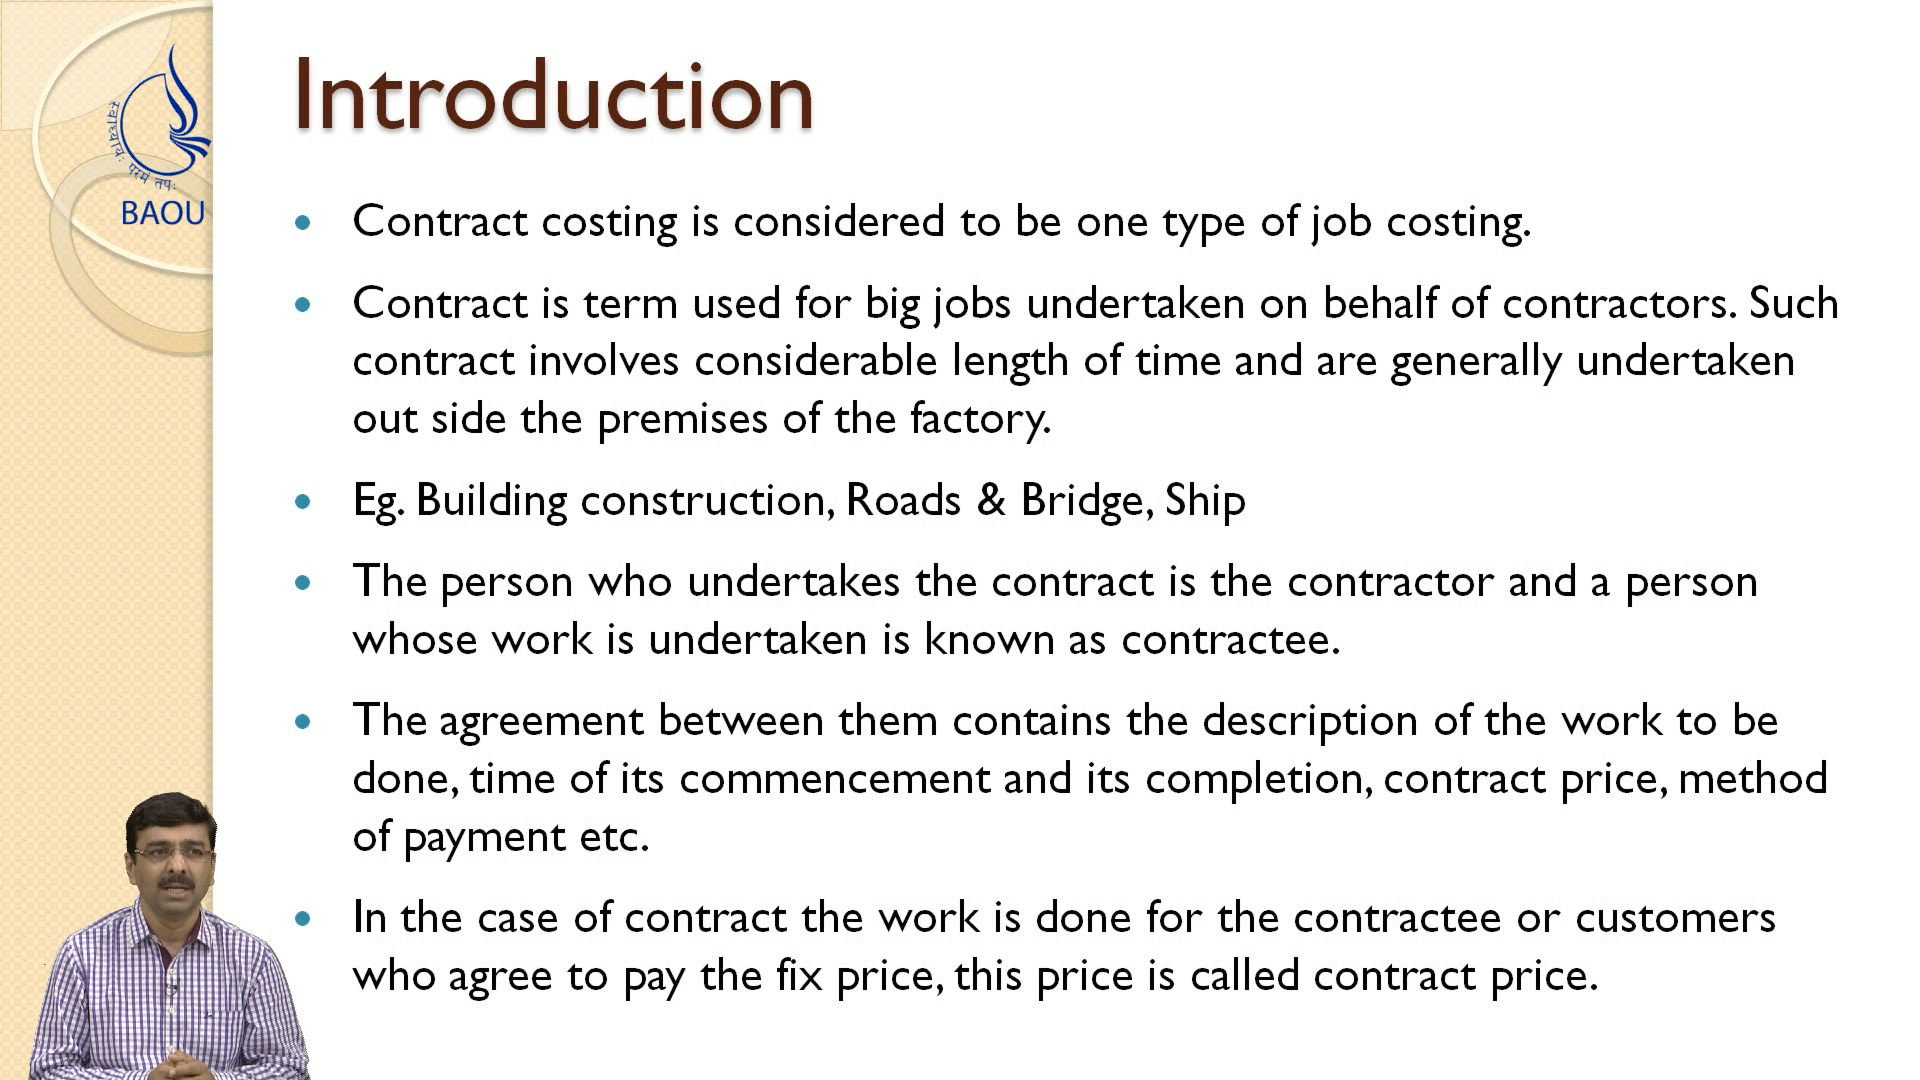 Introduction
स्वाध्यायः परमं तपः
BAOU
• Contract costing is considered to be one type of job costing.
• Contract is term used for big jobs undertaken on behalf of contractors. Such
contract involves considerable length of time and are generally undertaken
out side the premises of the factory.
• Eg. Building construction, Roads & Bridge, Ship
• The person who undertakes the contract is the contractor and a person
whose work is undertaken is known as contractee.
• The agreement between them contains the description of the work to be
done, time of its commencement and its completion, contract price, method
of payment etc.
• In the case of contract the work is done for the contractee or customers
who agree to pay the fix price, this price is called contract price.